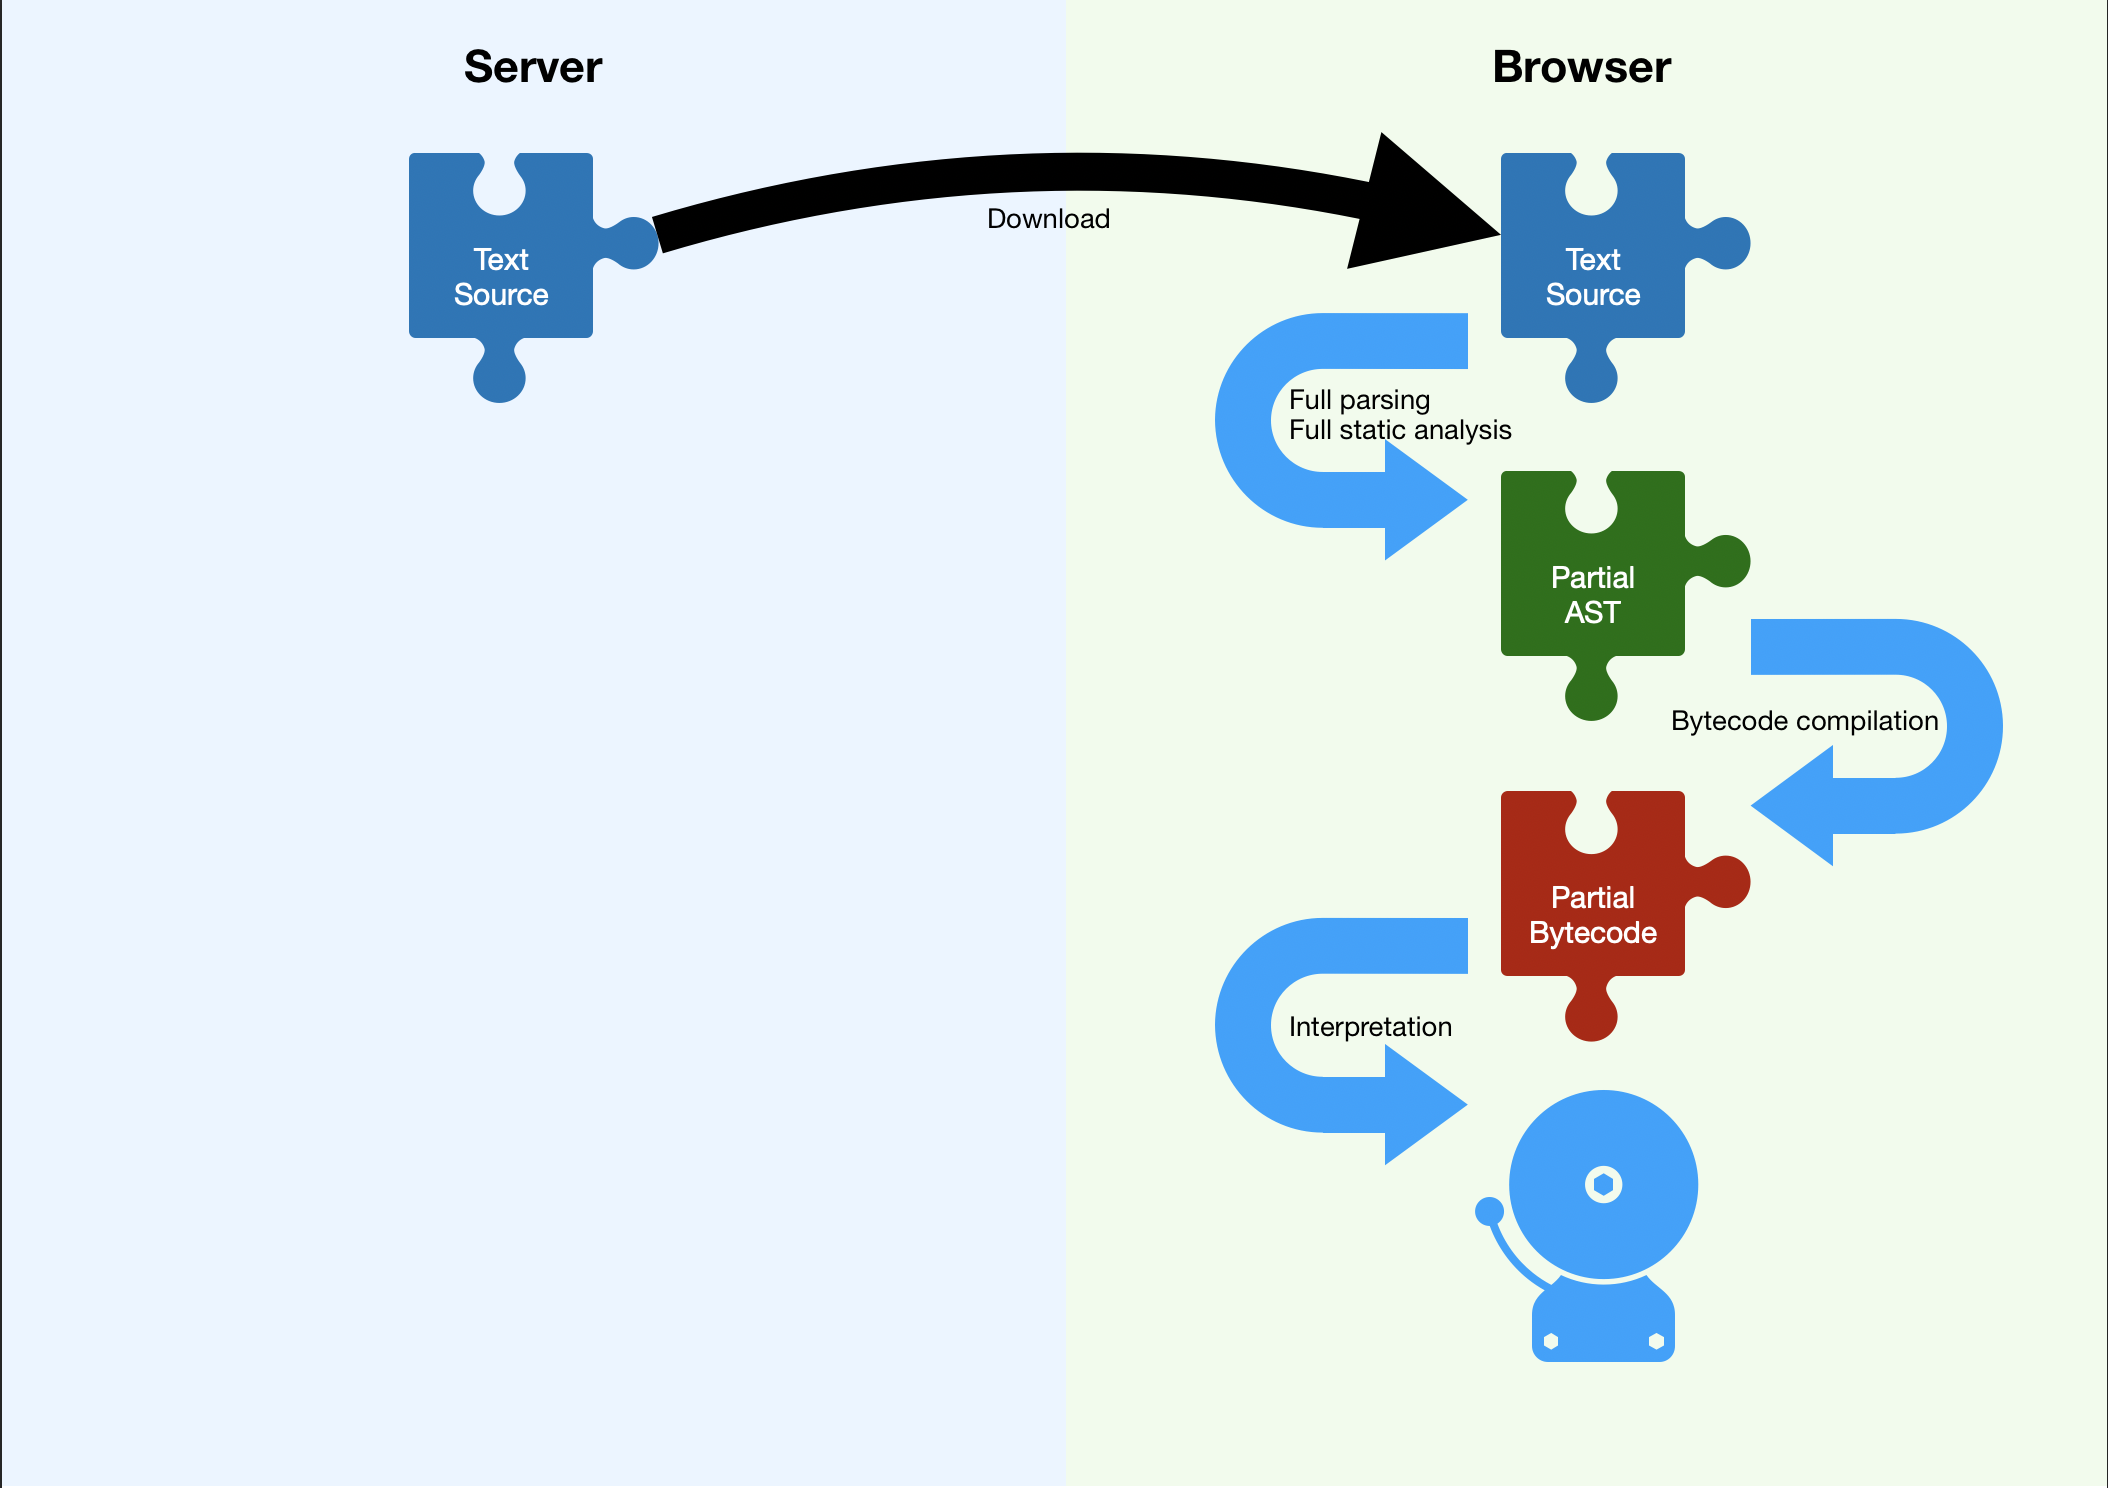 Server
Browser
Text
Source
Download
Text
Source
Full parsing
Full static analysis
Partial
AST
Bytecode compilation
Partial
Bytecode
Interpretation